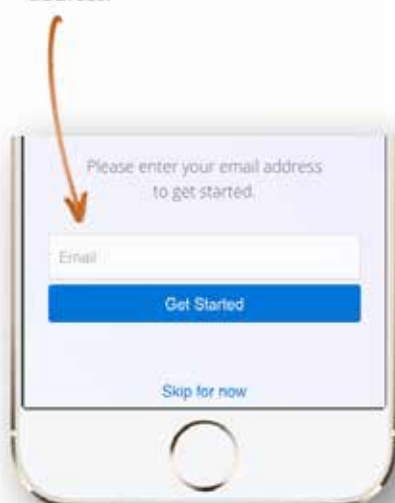 Please enter your email address
to get started.
Email
Get Started
Skip for now